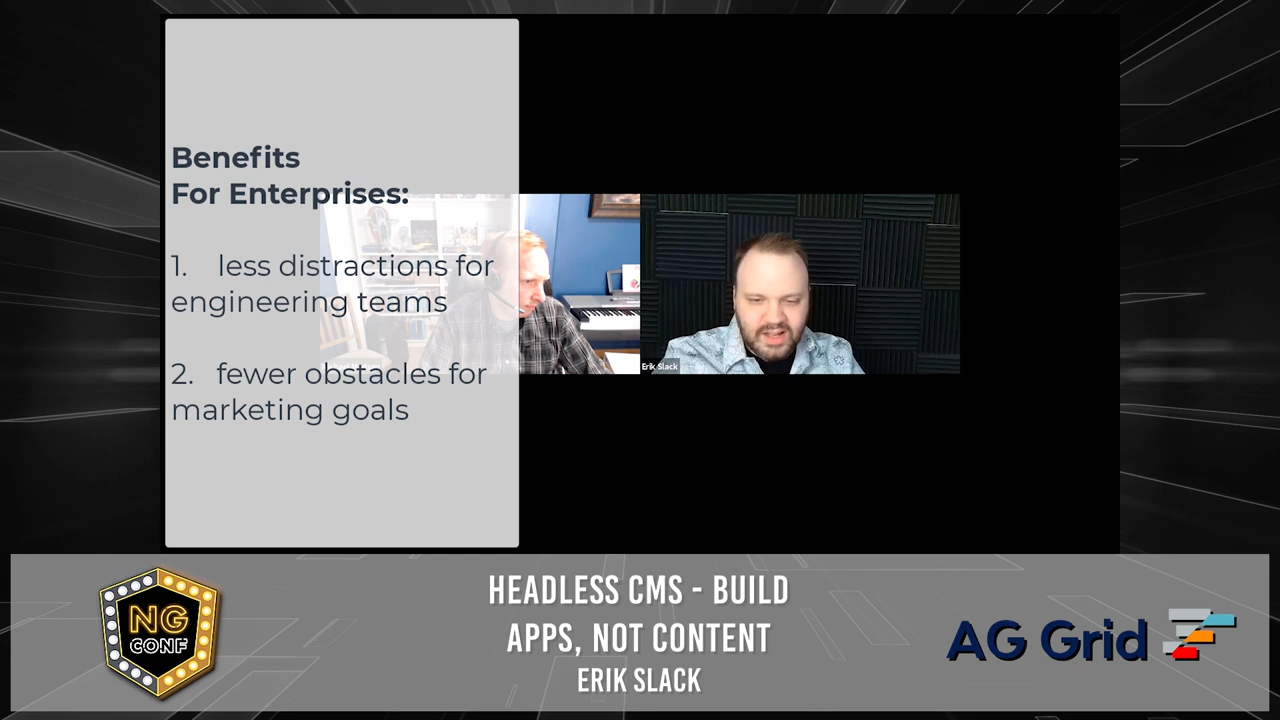 Benefits
For Enterprises:
1. less distractions for
engineering teams
2. fewer obstacles for
marketing goals
Erik Slack
NG
CONF
HEADLESS CMS - BUILD
APPS, NOT CONTENT
ERIK SLACK
AG Grid